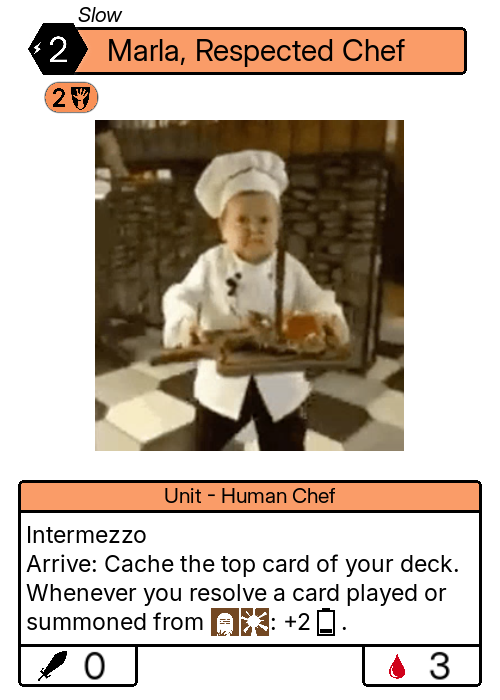 Slow
2 Marla, Respected Chef
2
Unit - Human Chef
Intermezzo
Arrive: Cache the top card of your deck.
Whenever you resolve a card played or
summoned from : +2 .
0 3